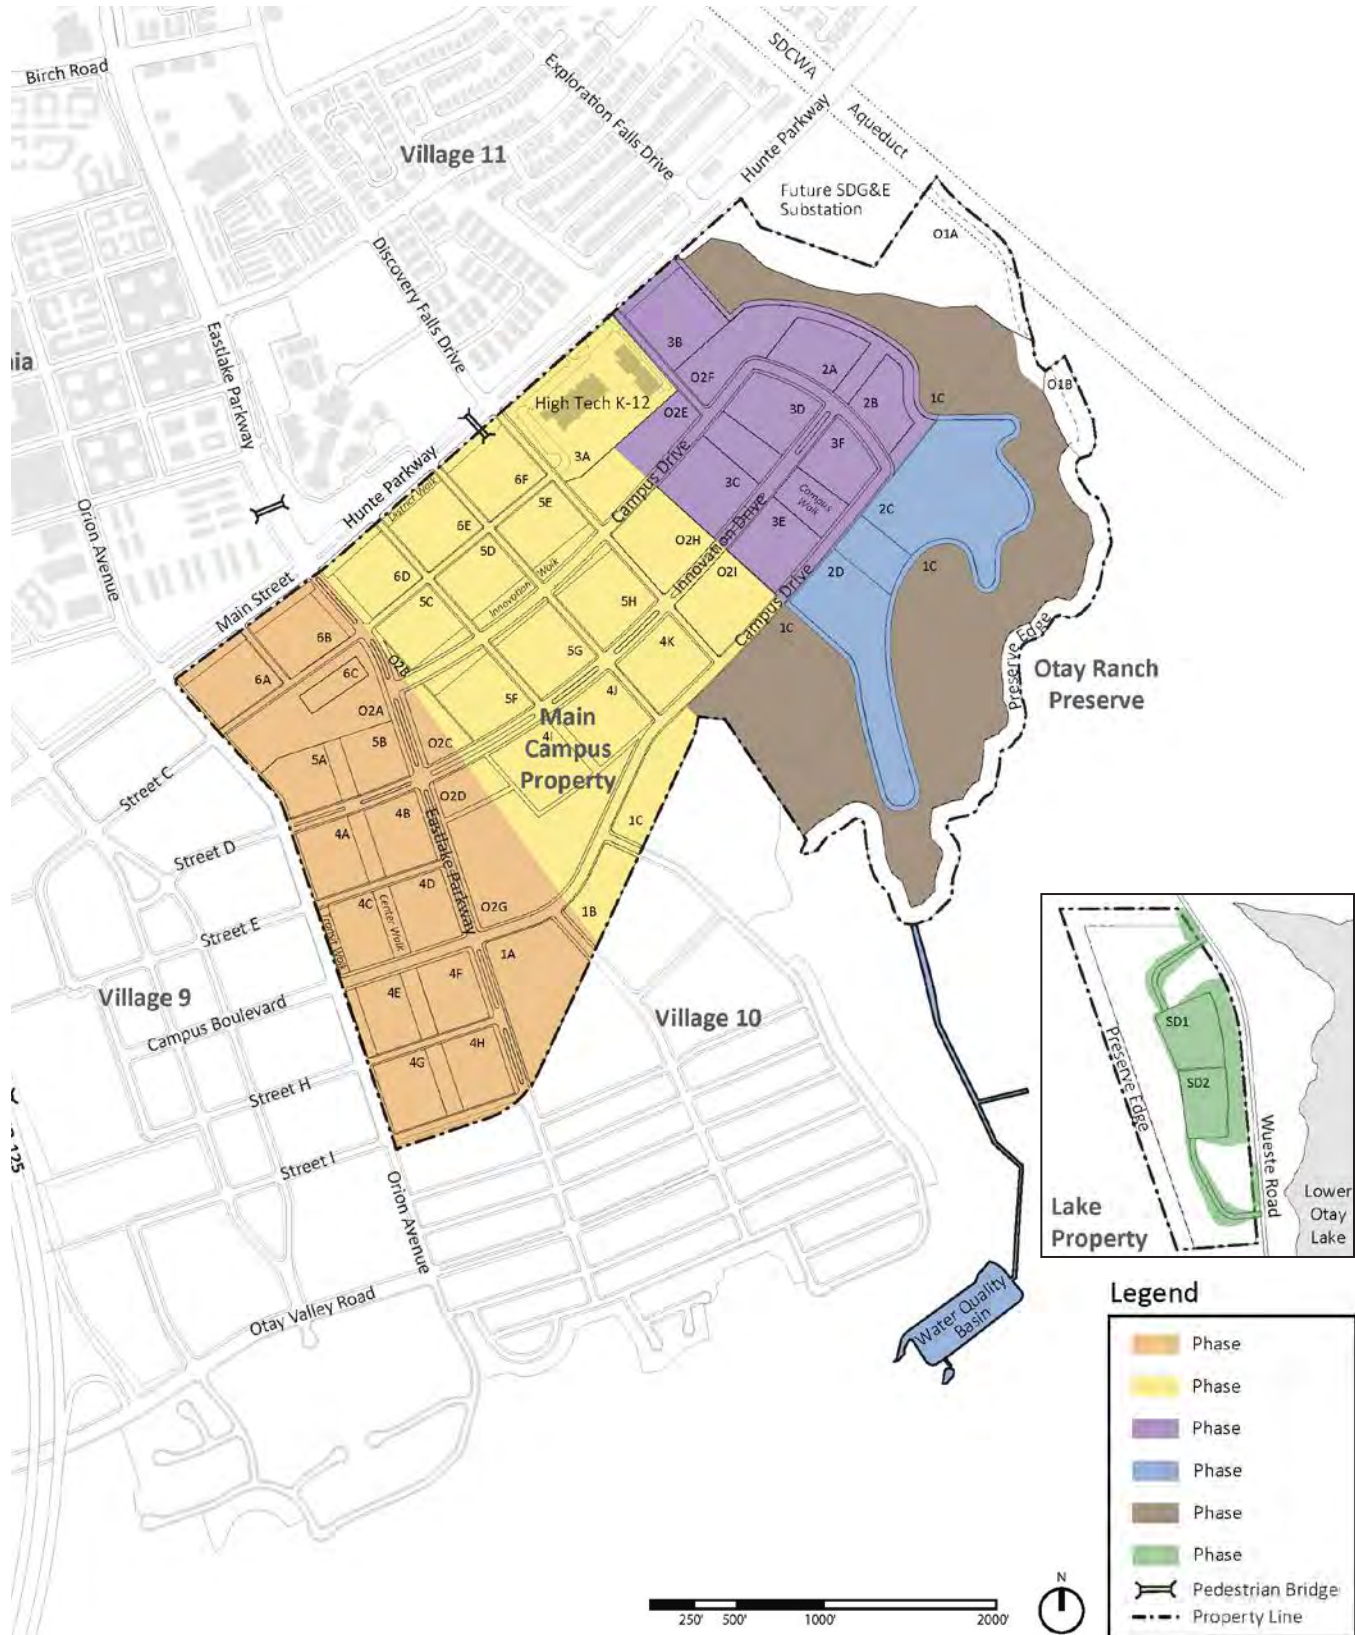 Birch Road
Village 11
Exploration Falls Drive
SDCWA
Aqueduct
Hunte Parkway
Future SDG&E
Substation
O1A
Discovery Falls Drive
Eastlake Parkway
ia
3B
O2F
2A
O1B
1C
High Tech K-12
O2E
3D
2B
3F
Hunte Parkway
District Walk
6F
3A
Campus Drive
3C
Campus
Walk
2C
Orion Avenue
6E
5E
5D
O2H
Innovation Drive
3E
6D
Innovation Walk
O2I
2D
1C
Main Street
5C
5H
Campus Drive
1C
6B
O2B
5G
4K
Preserve Edge
Otay Ranch
Preserve
6A
6C
O2A
5F
4J
Main
Campus
Property
4I
Street C
5A
5B
O2C
O2D
4A
4B
Eastlake Parkway
1C
Street D
4C
Center Walk
4D
O2G
1B
Street E
Transit Walk
1A
Village 9
Campus Boulevard
4E
4F
Village 10
4G
4H
Street H
Street I
125
Orion Avenue
Otay Valley Road
Water Quality
Basin
SD1
SD2
Preserve Edge
Wueste Road
Lake
Property
Lower
Otay
Lake
Legend
Phase
Phase
Phase
Phase
Phase
Phase
Pedestrian Bridge
Property Line
N
250' 500' 1000' 2000'